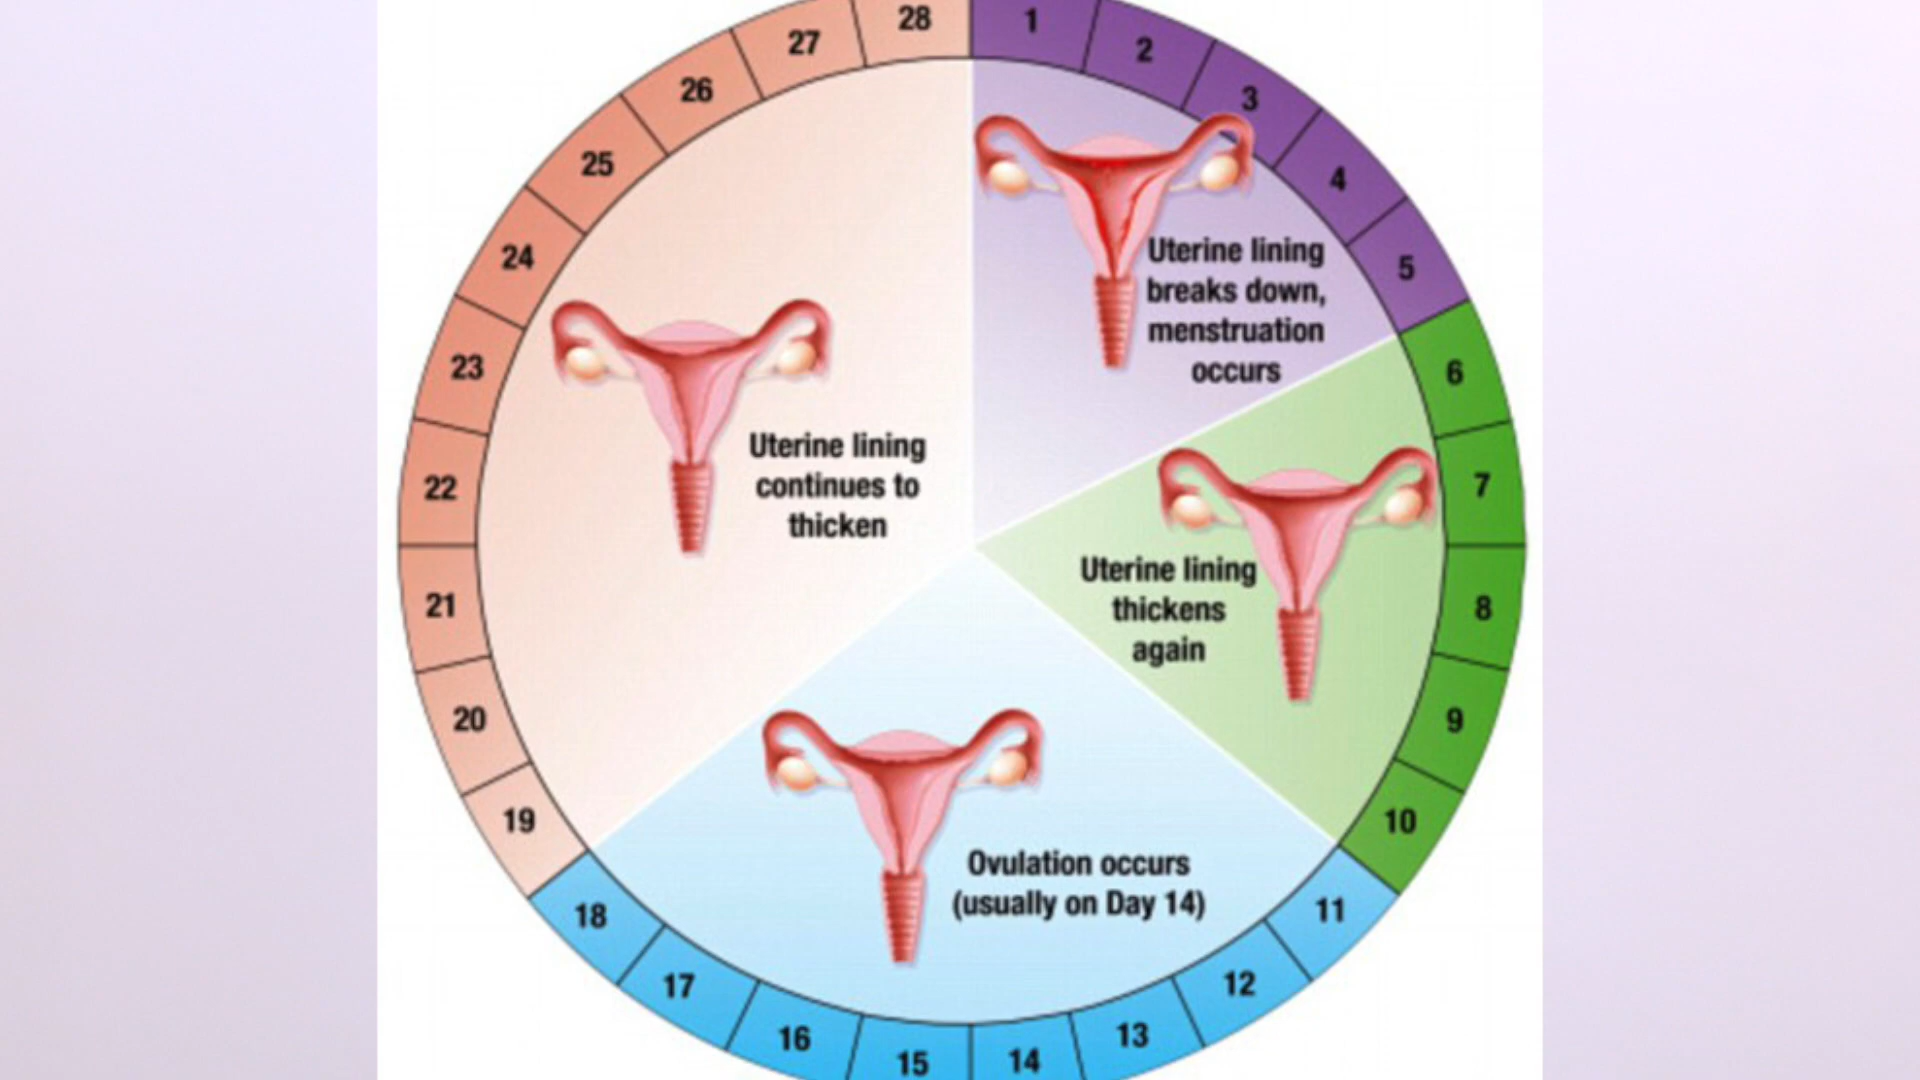 1
2
3
4
5
6
7
8
9
10
11
12
13
14
15
16
17
18
19
20
21
22
23
24
25
26
27
28
Uterine lining
breaks down,
menstruation
occurs
Uterine lining
thickens
again
Ovulation occurs
(usually on Day 14)
Uterine lining
continues to
thicken